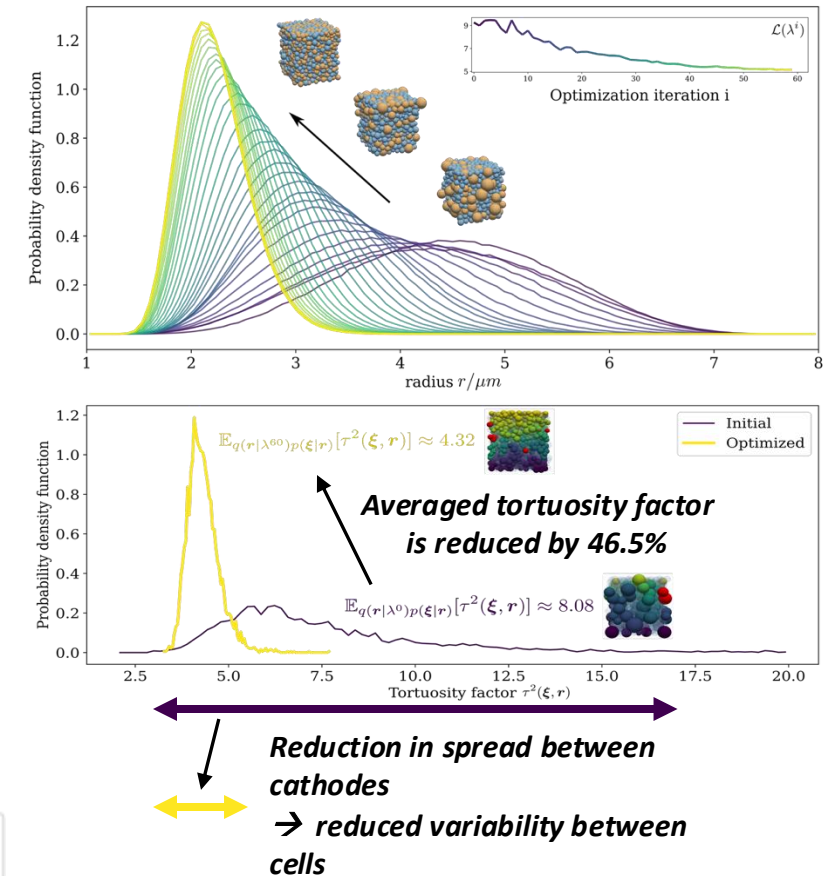 Probability density function
1.2
1.0
0.8
0.6
0.4
0.2
0.0
1 2 3 4 5 6 7 8
radius r/μm
9
7
5
0 10 20 30 40 50 60
ℒ(λⁱ)
Optimization iteration i
Probability density function
1.2
1.0
0.8
0.6
0.4
0.2
0.0
𝔼q(r|λ⁶⁰)p(ξ|r)[τ²(ξ, r)] ≈ 4.32
Initial
Optimized
Averaged tortuosity factor
is reduced by 46.5%
𝔼q(r|λ⁰)p(ξ|r)[τ²(ξ, r)] ≈ 8.08
2.5 5.0 7.5 10.0 12.5 15.0 17.5 20.0
Tortuosity factor τ²(ξ, r)
Reduction in spread between
cathodes
→ reduced variability between
cells